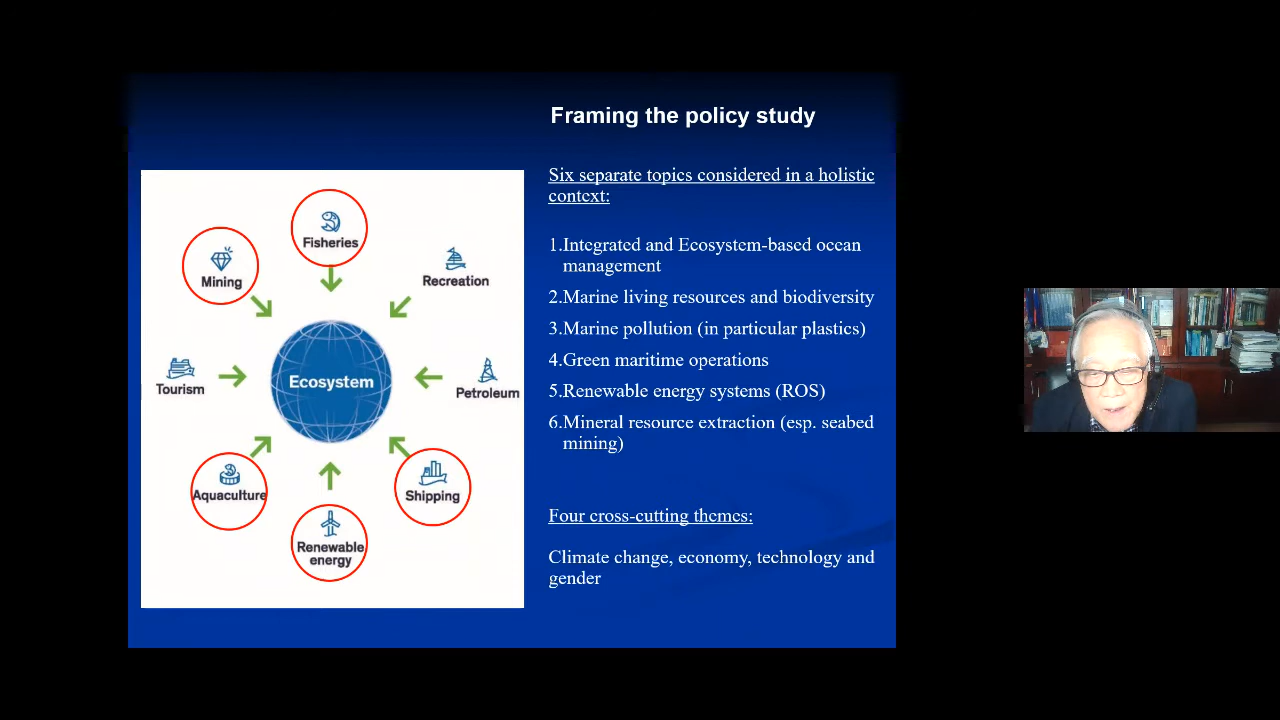 Framing the policy study
Fisheries
Mining
Recreation
Tourism
Ecosystem
Petroleum
Aquaculture
Shipping
Renewable
energy
Six separate topics considered in a holistic
context:
1.Integrated and Ecosystem-based ocean
management
2.Marine living resources and biodiversity
3.Marine pollution (in particular plastics)
4.Green maritime operations
5.Renewable energy systems (ROS)
6.Mineral resource extraction (esp. seabed
mining)
Four cross-cutting themes:
Climate change, economy, technology and
gender